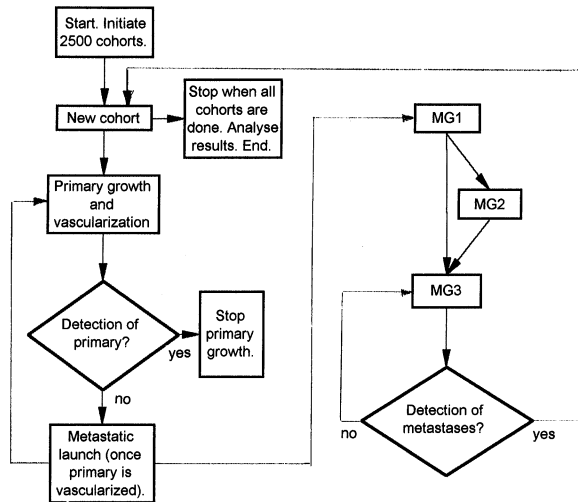 Start. Initiate
2500 cohorts.
New cohort
Stop when all
cohorts are
done. Analyse
results. End.
Primary growth
and
vascularization
Detection of
primary?
yes
Stop
primary
growth.
no
Metastatic
launch (once
primary is
vascularized).
MG1
MG2
MG3
Detection of
metastases?
no
yes